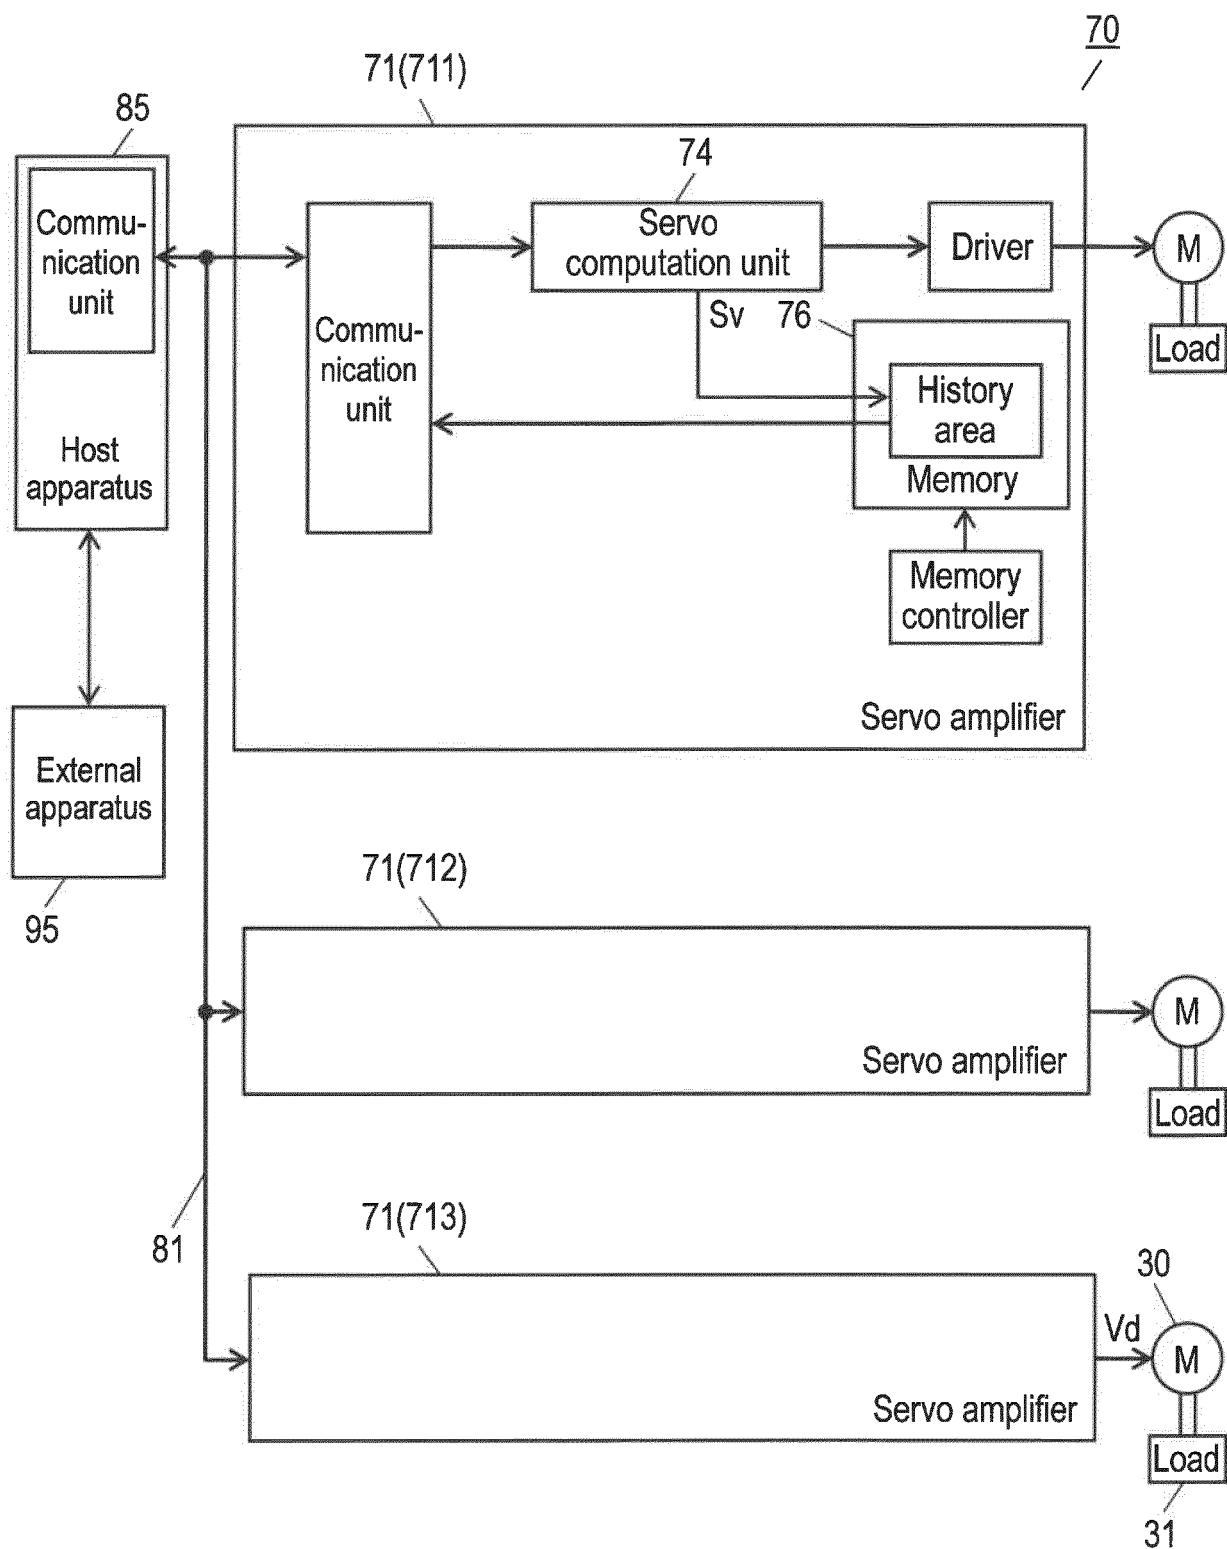 70
71(711)
85
Commu-
nication
unit
Host
apparatus
74
Servo
computation unit
Driver
M
Load
Commu-
nication
unit
Sv
76
History
area
Memory
Memory
controller
Servo amplifier
External
apparatus
95
71(712)
Servo amplifier
M
Load
81
71(713)
Servo amplifier
Vd
30
M
Load
31